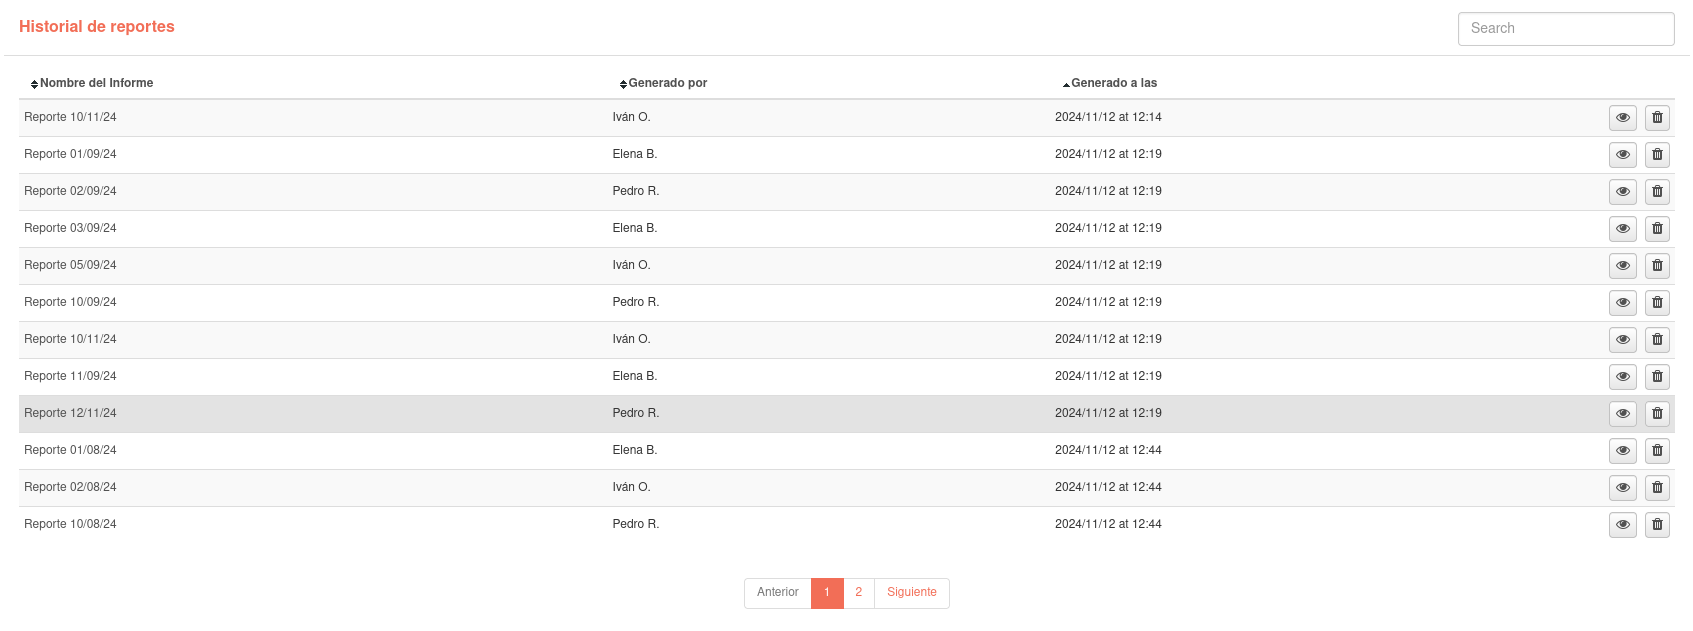 Historial de reportes
Search
Nombre del Informe Generado por Generado a las
Reporte 10/11/24 Iván O. 2024/11/12 at 12:14
Reporte 01/09/24 Elena B. 2024/11/12 at 12:19
Reporte 02/09/24 Pedro R. 2024/11/12 at 12:19
Reporte 03/09/24 Elena B. 2024/11/12 at 12:19
Reporte 05/09/24 Iván O. 2024/11/12 at 12:19
Reporte 10/09/24 Pedro R. 2024/11/12 at 12:19
Reporte 10/11/24 Iván O. 2024/11/12 at 12:19
Reporte 11/09/24 Elena B. 2024/11/12 at 12:19
Reporte 12/11/24 Pedro R. 2024/11/12 at 12:19
Reporte 01/08/24 Elena B. 2024/11/12 at 12:44
Reporte 02/08/24 Iván O. 2024/11/12 at 12:44
Reporte 10/08/24 Pedro R. 2024/11/12 at 12:44
Anterior 1 2 Siguiente